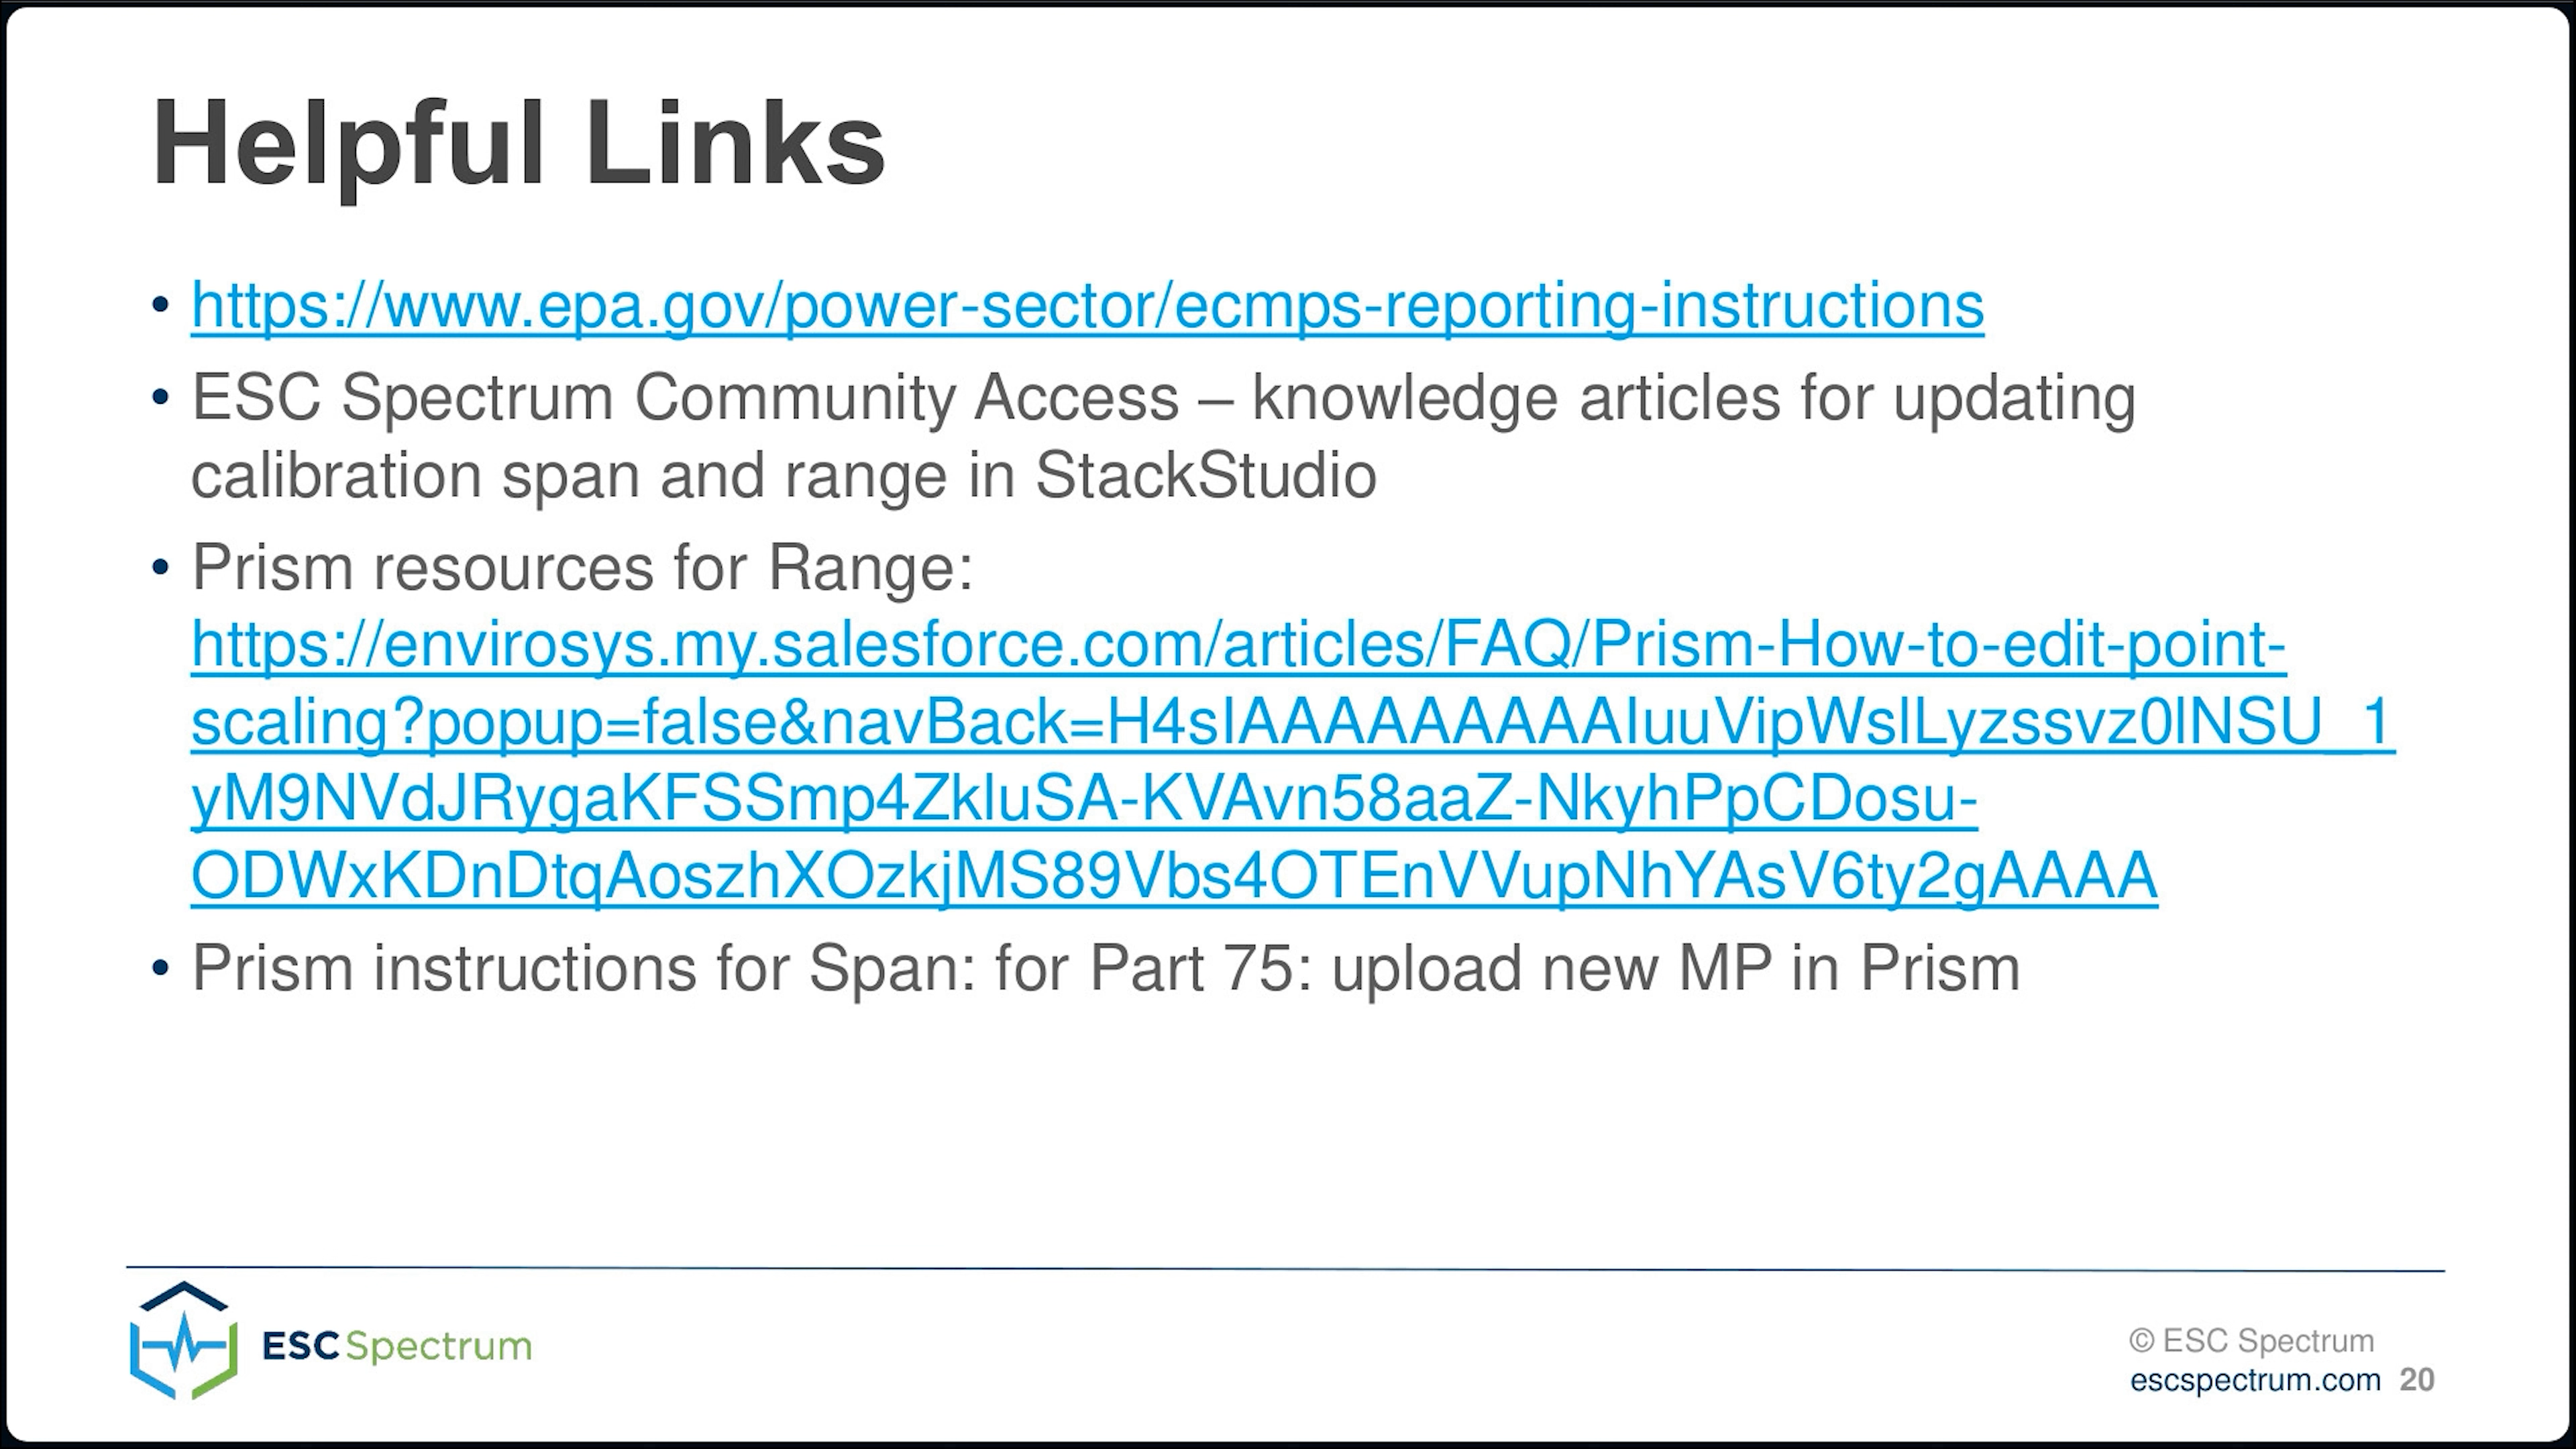 Helpful Links
• https://www.epa.gov/power-sector/ecmps-reporting-instructions
• ESC Spectrum Community Access – knowledge articles for updating
calibration span and range in StackStudio
• Prism resources for Range:
https://envirosys.my.salesforce.com/articles/FAQ/Prism-How-to-edit-point-
scaling?popup=false&navBack=H4sIAAAAAAAAAIuuVipWslLyzssvz0lNSU_1
yM9NVdJRygaKFSSmp4ZkluSA-KVAvn58aaZ-NkyhPpCDosu-
ODWxKDnDtqAoszhXOzkjMS89Vbs4OTEnVVupNhYAsV6ty2gAAAA
• Prism instructions for Span: for Part 75: upload new MP in Prism
ESC Spectrum
© ESC Spectrum
escspectrum.com 20